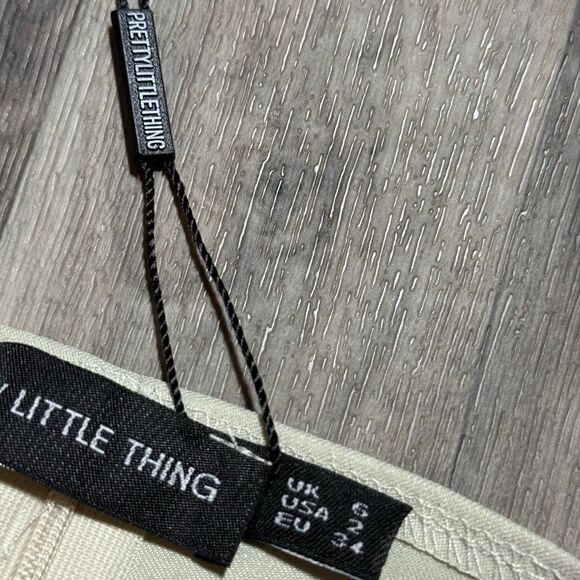 PRETTYLITTLETHING
LITTLE THING
UK 6
USA 2
EU 34